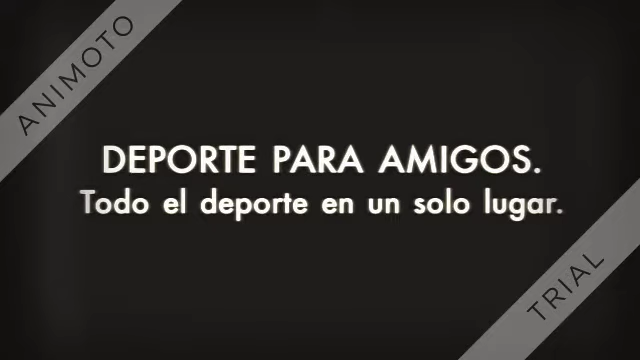 ANIMOTO
DEPORTE PARA AMIGOS.
Todo el deporte en un solo lugar.
TRIAL